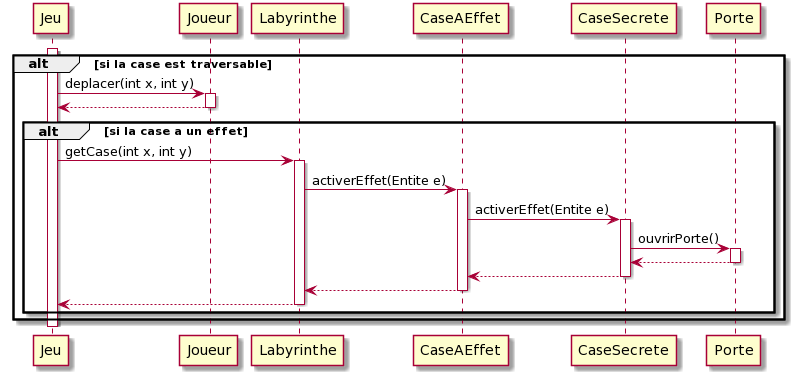 Jeu Joueur Labyrinthe CaseAEffet CaseSecrete Porte
alt [si la case est traversable]
deplacer(int x, int y)
alt [si la case a un effet]
getCase(int x, int y)
activerEffet(Entite e)
activerEffet(Entite e)
ouvrirPorte()
Jeu Joueur Labyrinthe CaseAEffet CaseSecrete Porte